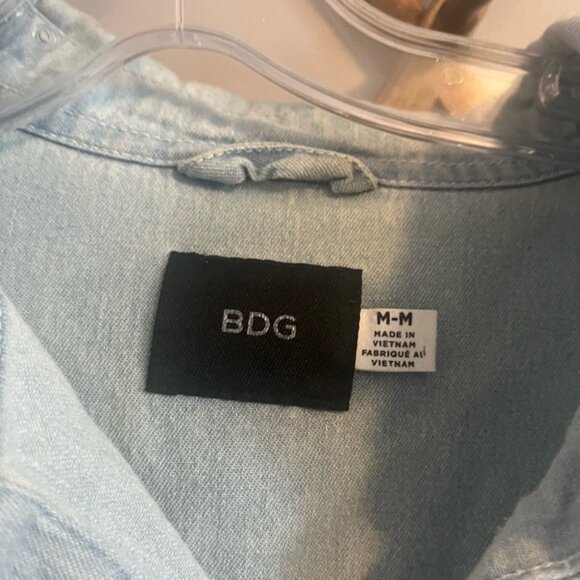 BDG
M-M
MADE IN
VIETNAM
FABRIQUÉ AU
VIETNAM